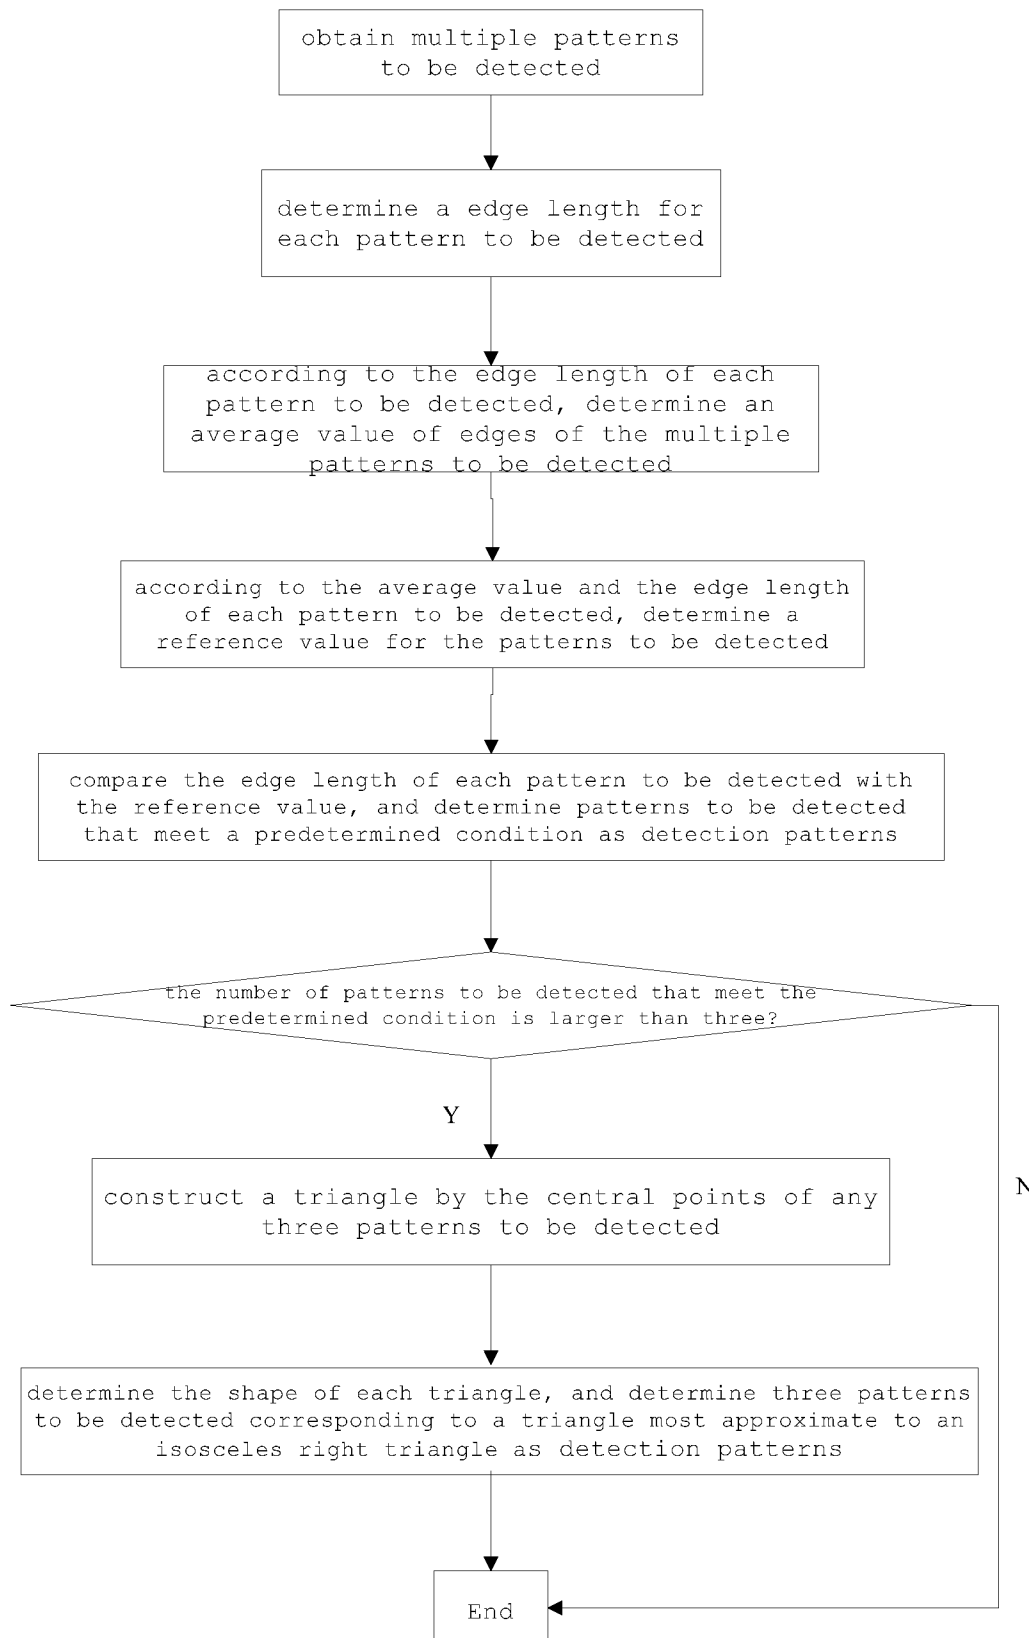 obtain multiple patterns
to be detected
determine a edge length for
each pattern to be detected
according to the edge length of each
pattern to be detected, determine an
average value of edges of the multiple
patterns to be detected
according to the average value and the edge length
of each pattern to be detected, determine a
reference value for the patterns to be detected
compare the edge length of each pattern to be detected with
the reference value, and determine patterns to be detected
that meet a predetermined condition as detection patterns
the number of patterns to be detected that meet the
predetermined condition is larger than three?
Y
N
construct a triangle by the central points of any
three patterns to be detected
determine the shape of each triangle, and determine three patterns
to be detected corresponding to a triangle most approximate to an
isosceles right triangle as detection patterns
End